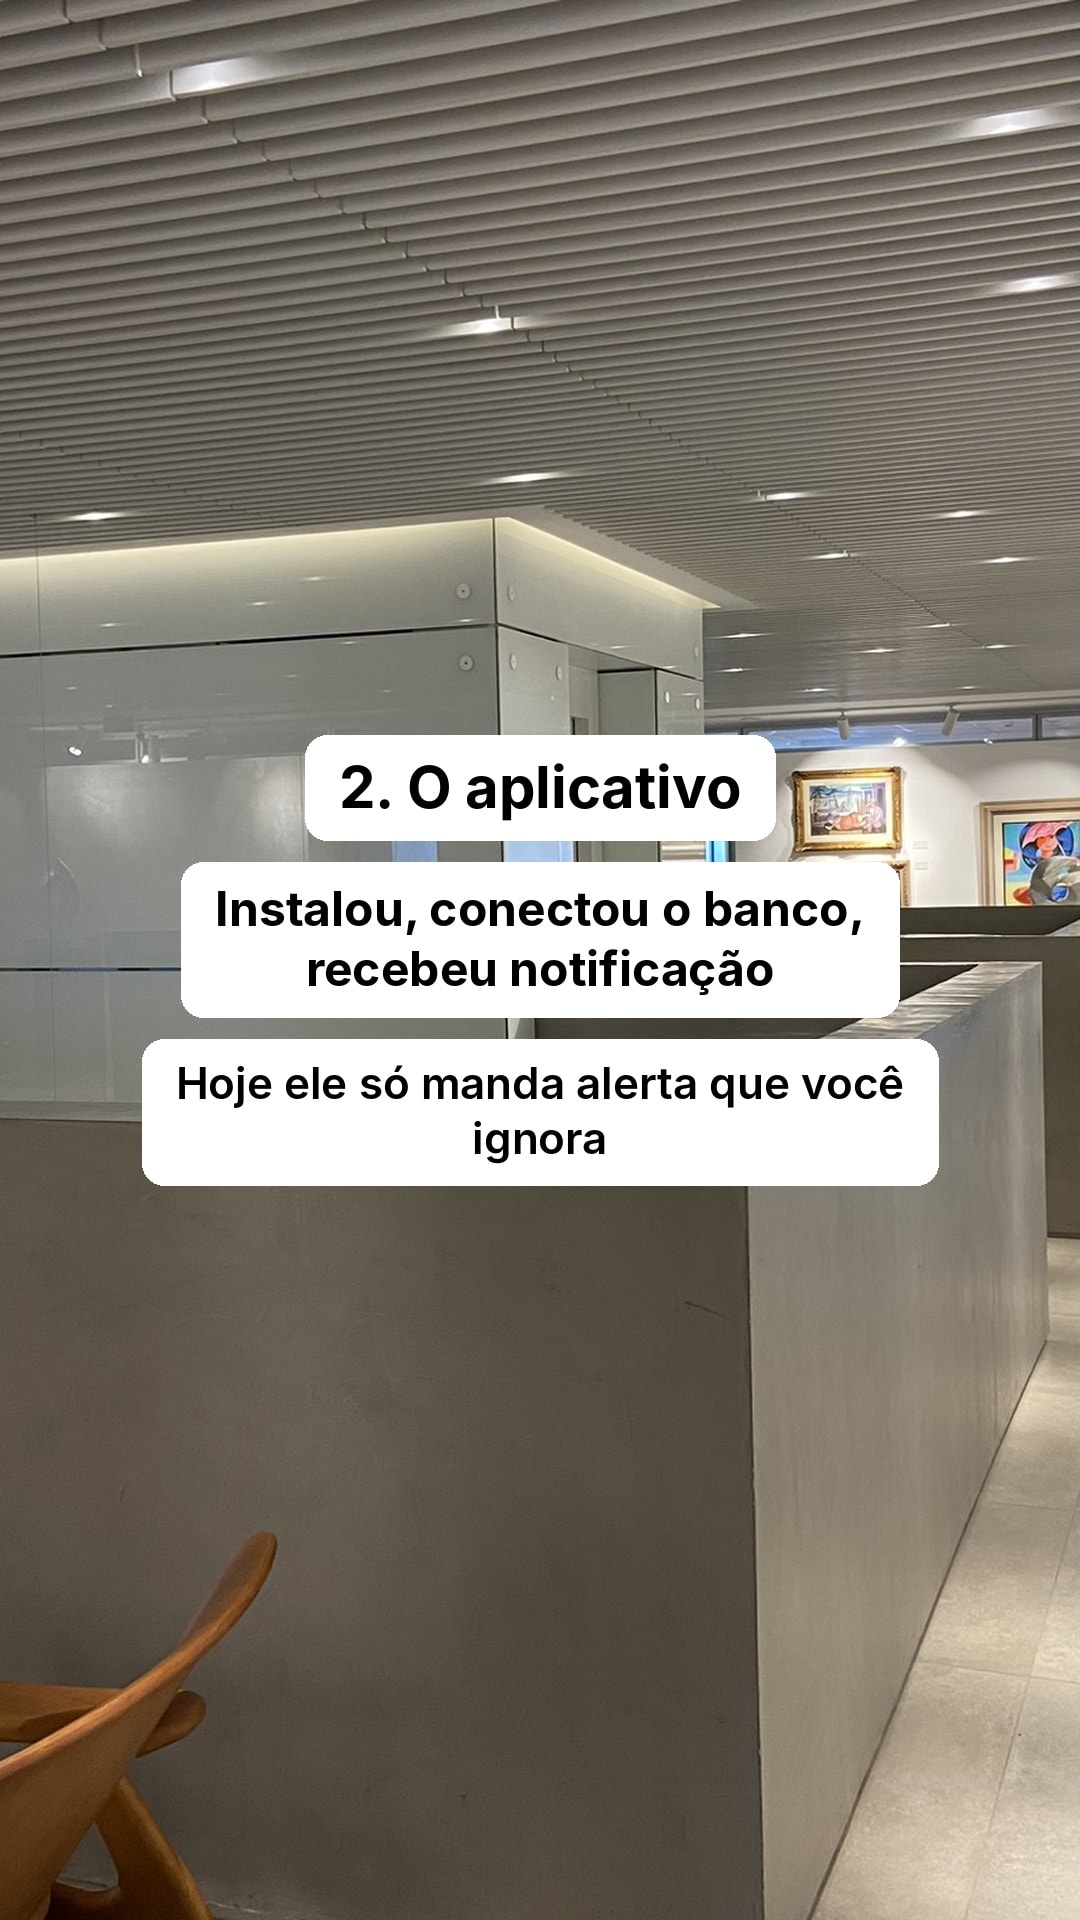 2. O aplicativo
Instalou, conectou o banco,
recebeu notificação
Hoje ele só manda alerta que você
ignora